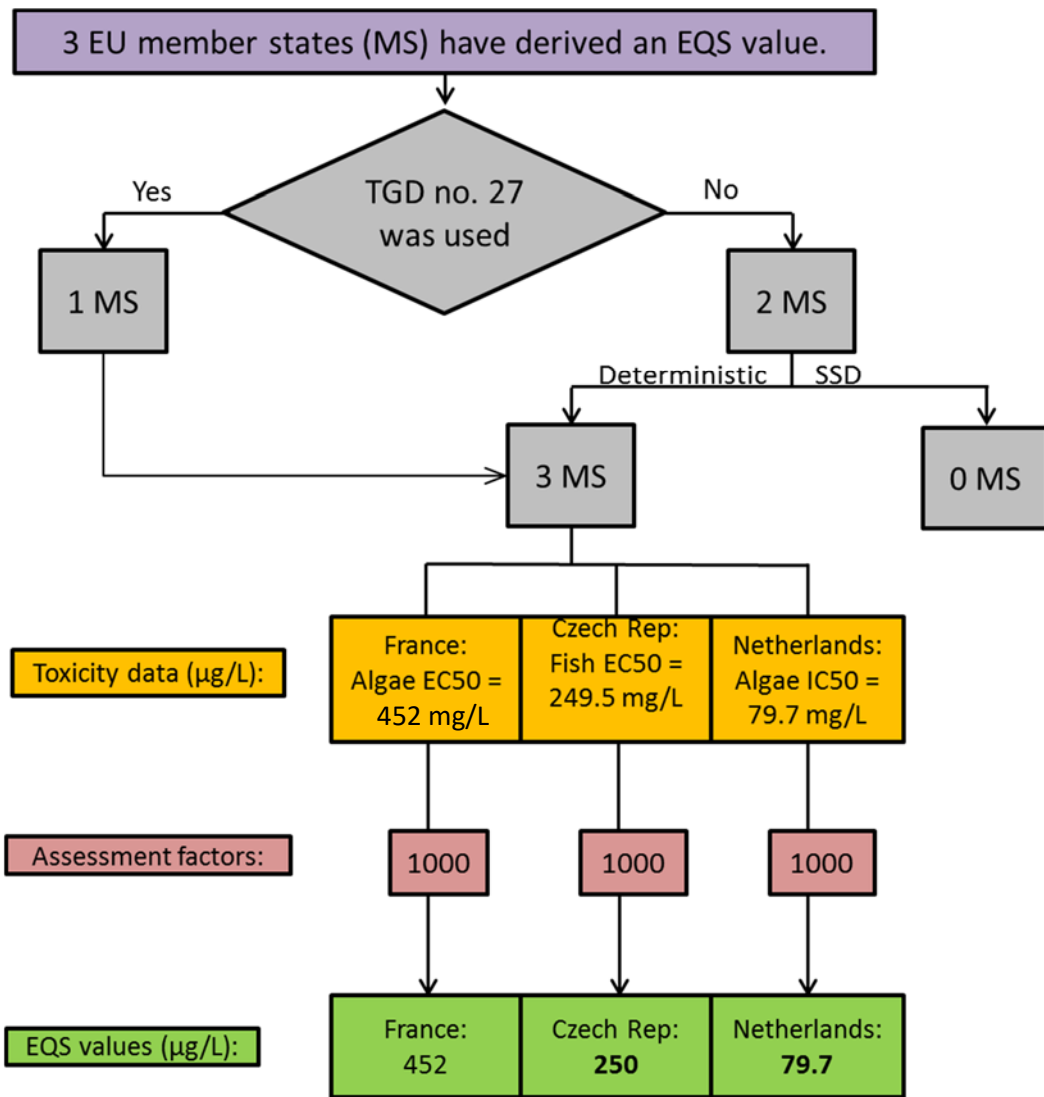 3 EU member states (MS) have derived an EQS value.
TGD no. 27
was used
Yes
No
1 MS
2 MS
Deterministic
SSD
3 MS
0 MS
Toxicity data (µg/L):
France:
Algae EC50 =
452 mg/L
Czech Rep:
Fish EC50 =
249.5 mg/L
Netherlands:
Algae IC50 =
79.7 mg/L
Assessment factors:
1000
1000
1000
EQS values (µg/L):
France:
452
Czech Rep:
250
Netherlands:
79.7